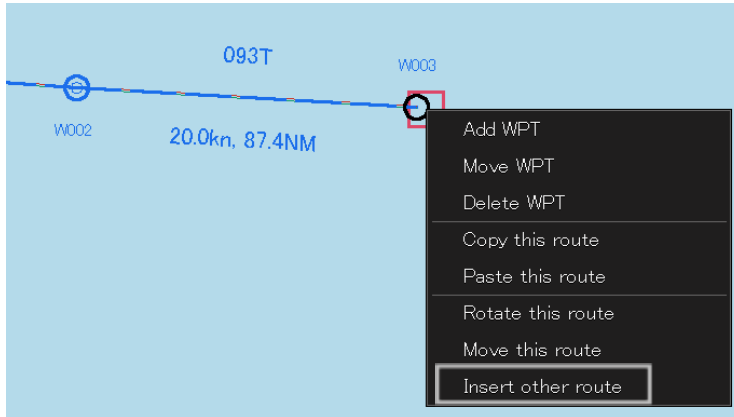 093T
W003
W002
20.0kn, 87.4NM
Add WPT
Move WPT
Delete WPT
Copy this route
Paste this route
Rotate this route
Move this route
Insert other route